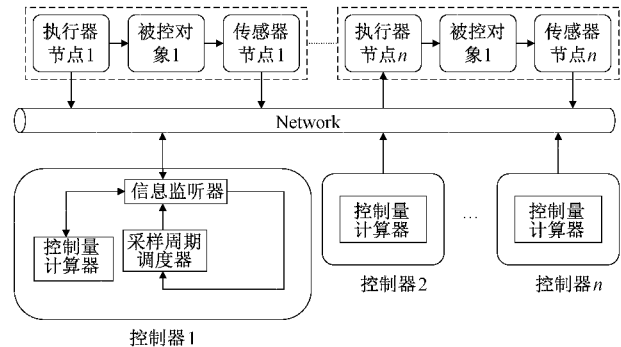 执行器
节点1
被控对
象1
传感器
节点1
执行器
节点n
被控对
象1
传感器
节点n
Network
信息监听器
控制量
计算器
采样周期
调度器
控制器1
控制量
计算器
控制器2
…
控制量
计算器
控制器n